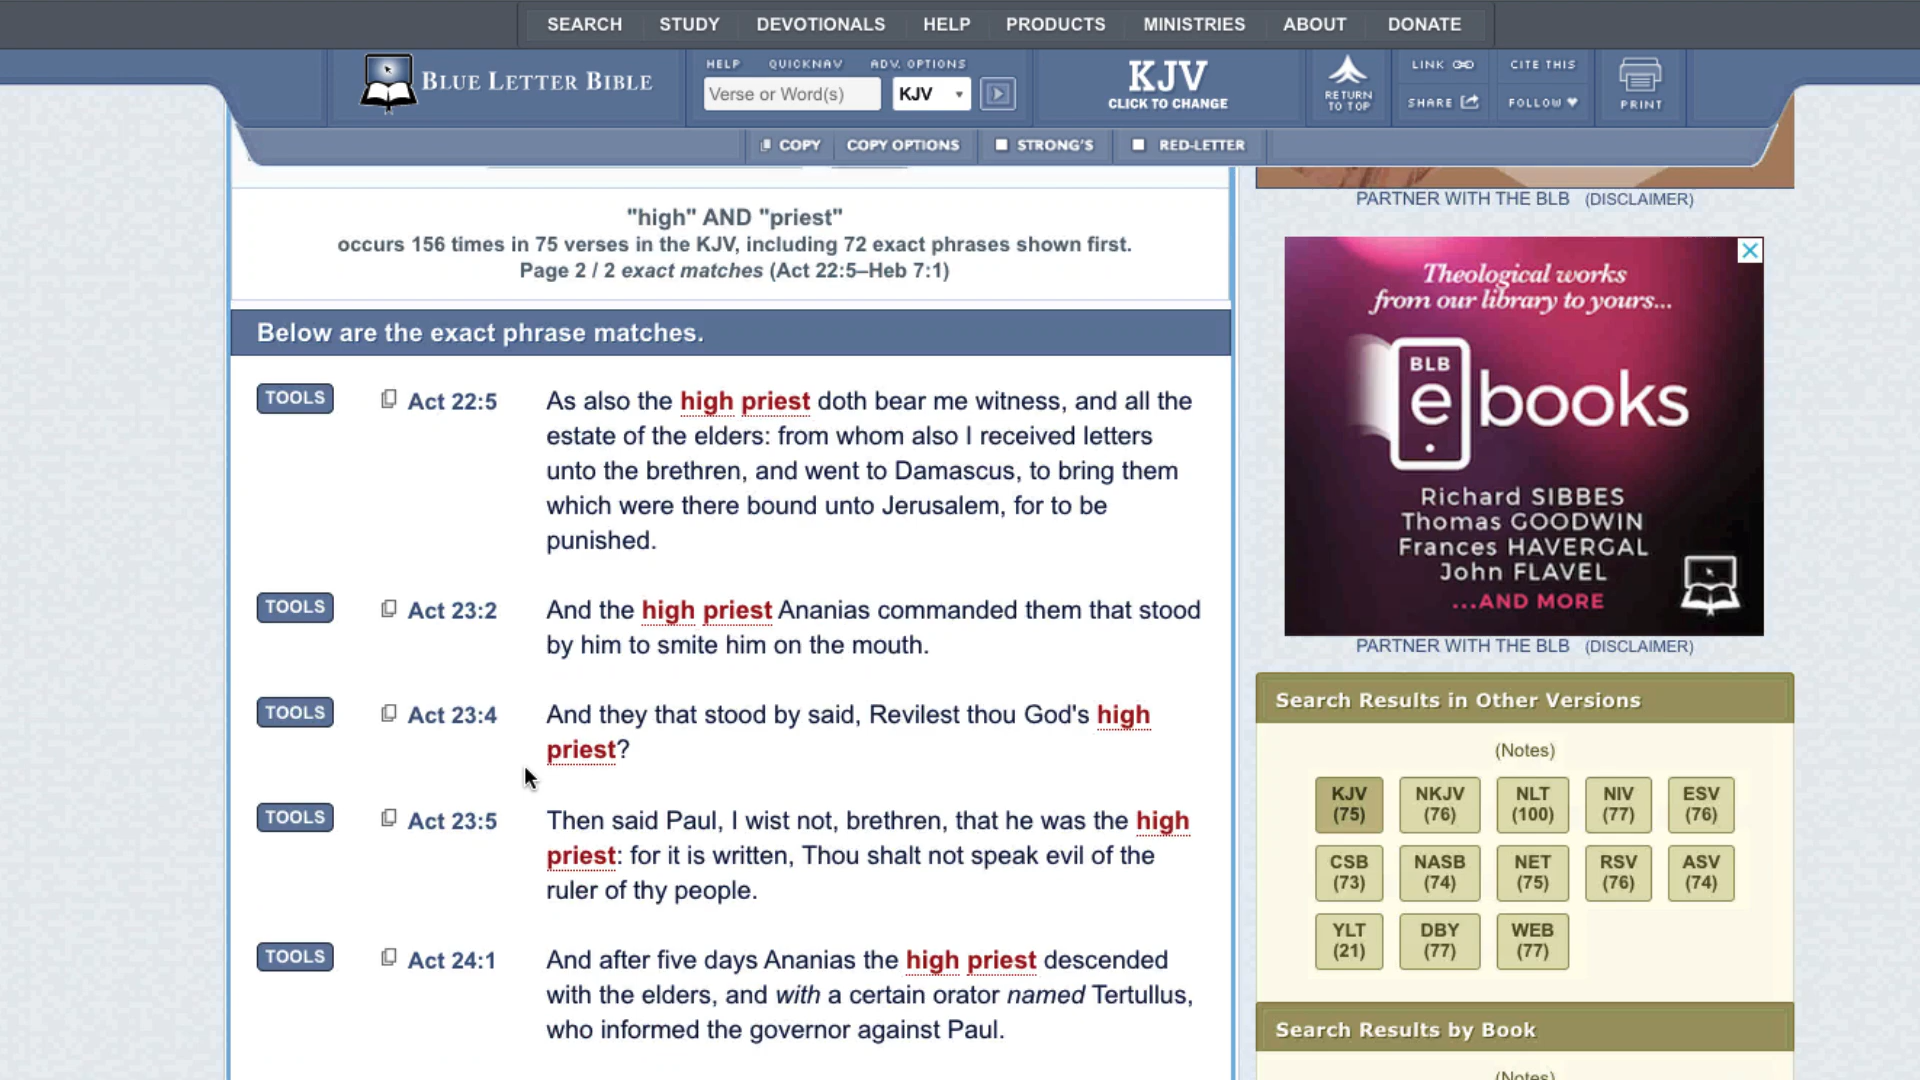 SEARCH STUDY DEVOTIONALS HELP PRODUCTS MINISTRIES ABOUT DONATE
BLUE LETTER BIBLE
HELP QUICKNAV ADV. OPTIONS
Verse or Word(s) KJV
KJV
CLICK TO CHANGE
RETURN
TO TOP
LINK CITE THIS
SHARE FOLLOW
PRINT
COPY COPY OPTIONS STRONG'S RED-LETTER
"high" AND "priest"
occurs 156 times in 75 verses in the KJV, including 72 exact phrases shown first.
Page 2 / 2 exact matches (Act 22:5–Heb 7:1)
Below are the exact phrase matches.
TOOLS Act 22:5 As also the high priest doth bear me witness, and all the
estate of the elders: from whom also I received letters
unto the brethren, and went to Damascus, to bring them
which were there bound unto Jerusalem, for to be
punished.
TOOLS Act 23:2 And the high priest Ananias commanded them that stood
by him to smite him on the mouth.
TOOLS Act 23:4 And they that stood by said, Revilest thou God's high
priest?
TOOLS Act 23:5 Then said Paul, I wist not, brethren, that he was the high
priest: for it is written, Thou shalt not speak evil of the
ruler of thy people.
TOOLS Act 24:1 And after five days Ananias the high priest descended
with the elders, and with a certain orator named Tertullus,
who informed the governor against Paul.
PARTNER WITH THE BLB (DISCLAIMER)
Theological works
from our library to yours...
BLB
e books
Richard SIBBES
Thomas GOODWIN
Frances HAVERGAL
John FLAVEL
...AND MORE
PARTNER WITH THE BLB (DISCLAIMER)
Search Results in Other Versions
(Notes)
KJV NKJV NLT NIV ESV
(75) (76) (100) (77) (76)
CSB NASB NET RSV ASV
(73) (74) (75) (76) (74)
YLT DBY WEB
(21) (77) (77)
Search Results by Book
(Notes)